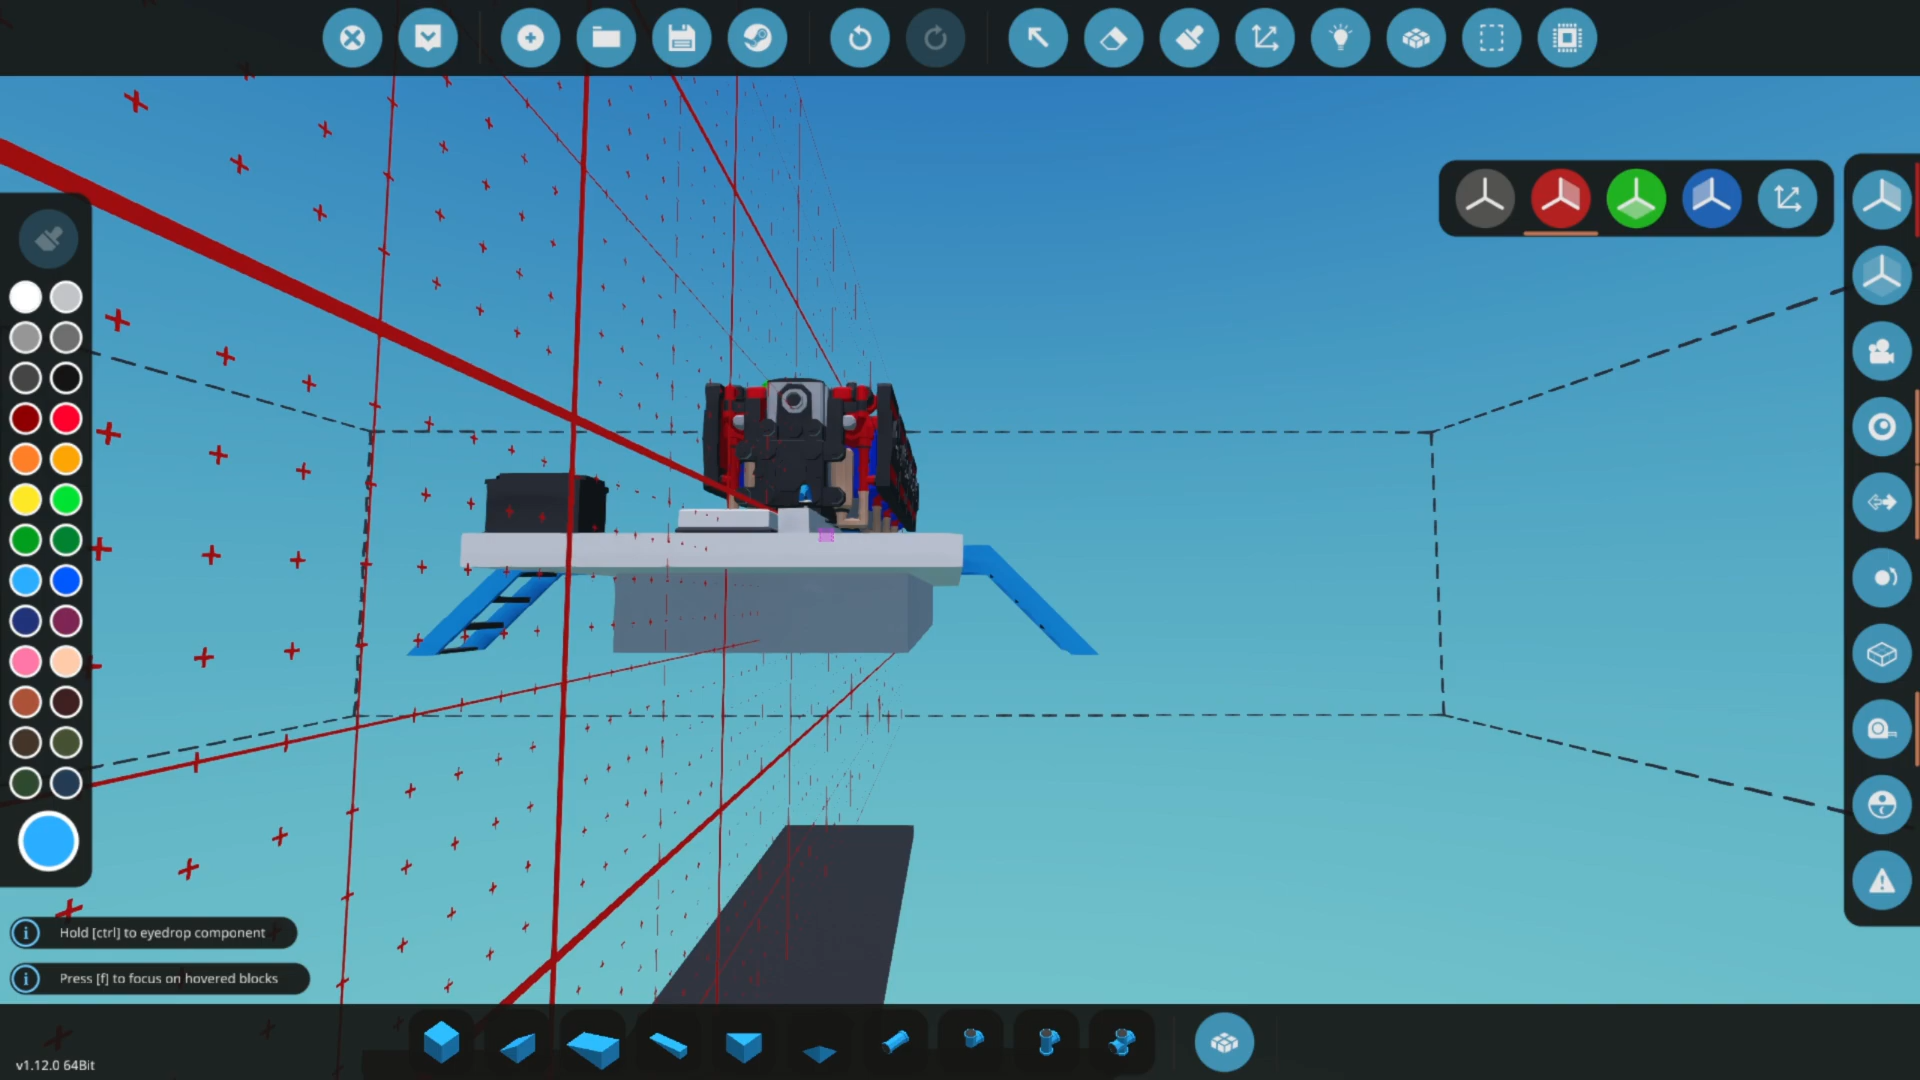 Hold [ctrl] to eyedrop component
Press [f] to focus on hovered blocks
v1.12.0 64Bit